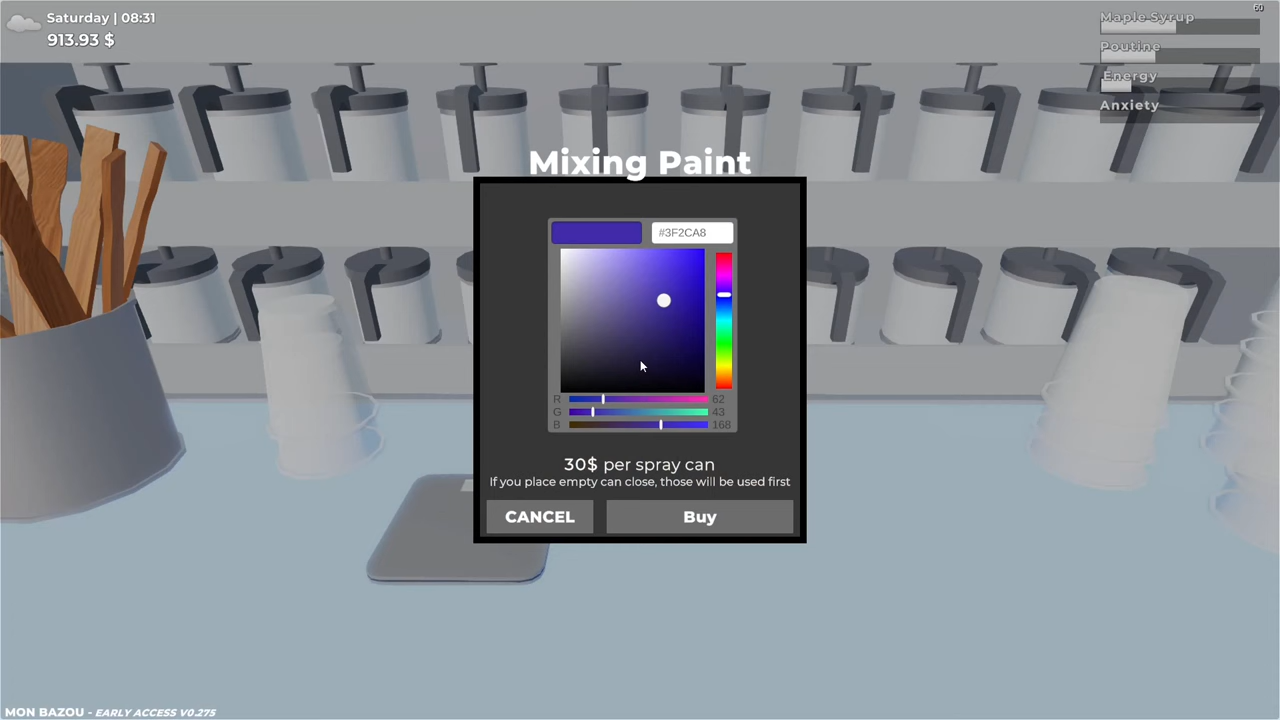 60
Saturday | 08:31
913.93 $
Maple Syrup
Poutine
Energy
Anxiety
Mixing Paint
#3F2CA8
R 62
G 43
B 168
30$ per spray can
If you place empty can close, those will be used first
CANCEL
Buy
MON BAZOU - EARLY ACCESS V0.275